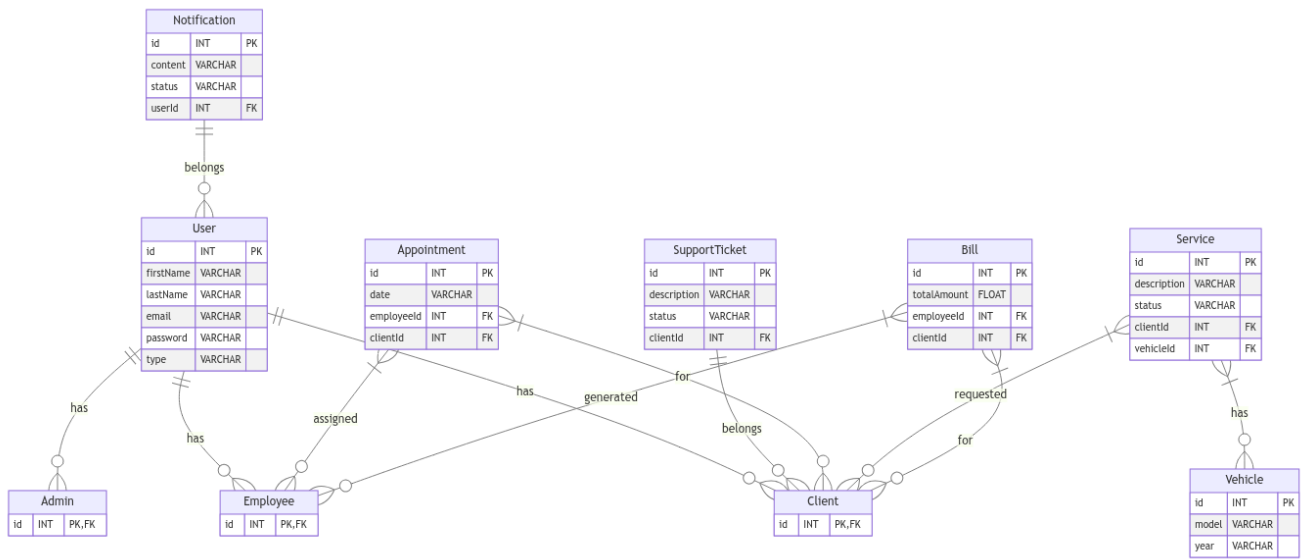 Notification
id INT PK
content VARCHAR
status VARCHAR
userId INT FK
belongs
User
id INT PK
firstName VARCHAR
lastName VARCHAR
email VARCHAR
password VARCHAR
type VARCHAR
Appointment
id INT PK
date VARCHAR
employeeId INT FK
clientId INT FK
SupportTicket
id INT PK
description VARCHAR
status VARCHAR
clientId INT FK
Bill
id INT PK
totalAmount FLOAT
employeeId INT FK
clientId INT FK
Service
id INT PK
description VARCHAR
status VARCHAR
clientId INT FK
vehicleId INT FK
has
has
assigned
has
generated
for
belongs
requested
for
has
Admin
id INT PK,FK
Employee
id INT PK,FK
Client
id INT PK,FK
Vehicle
id INT PK
model VARCHAR
year VARCHAR